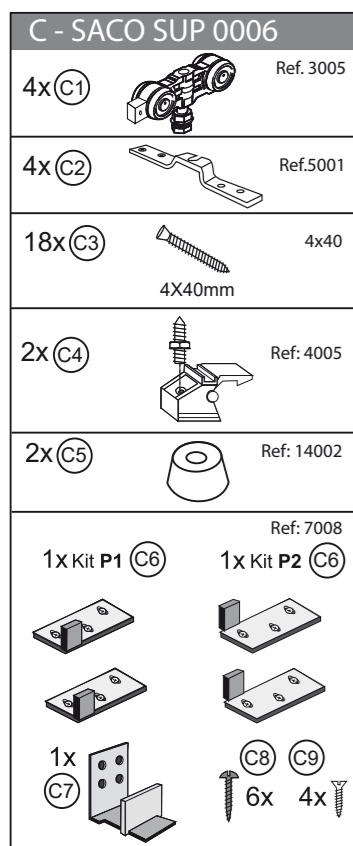 C - SACO SUP 0006
4x C1 Ref. 3005
4x C2 Ref.5001
18x C3 4x40
4X40mm
2x C4 Ref: 4005
2x C5 Ref: 14002
Ref: 7008
1x Kit P1 C6 1x Kit P2 C6
1x C7
C8 C9
6x 4x